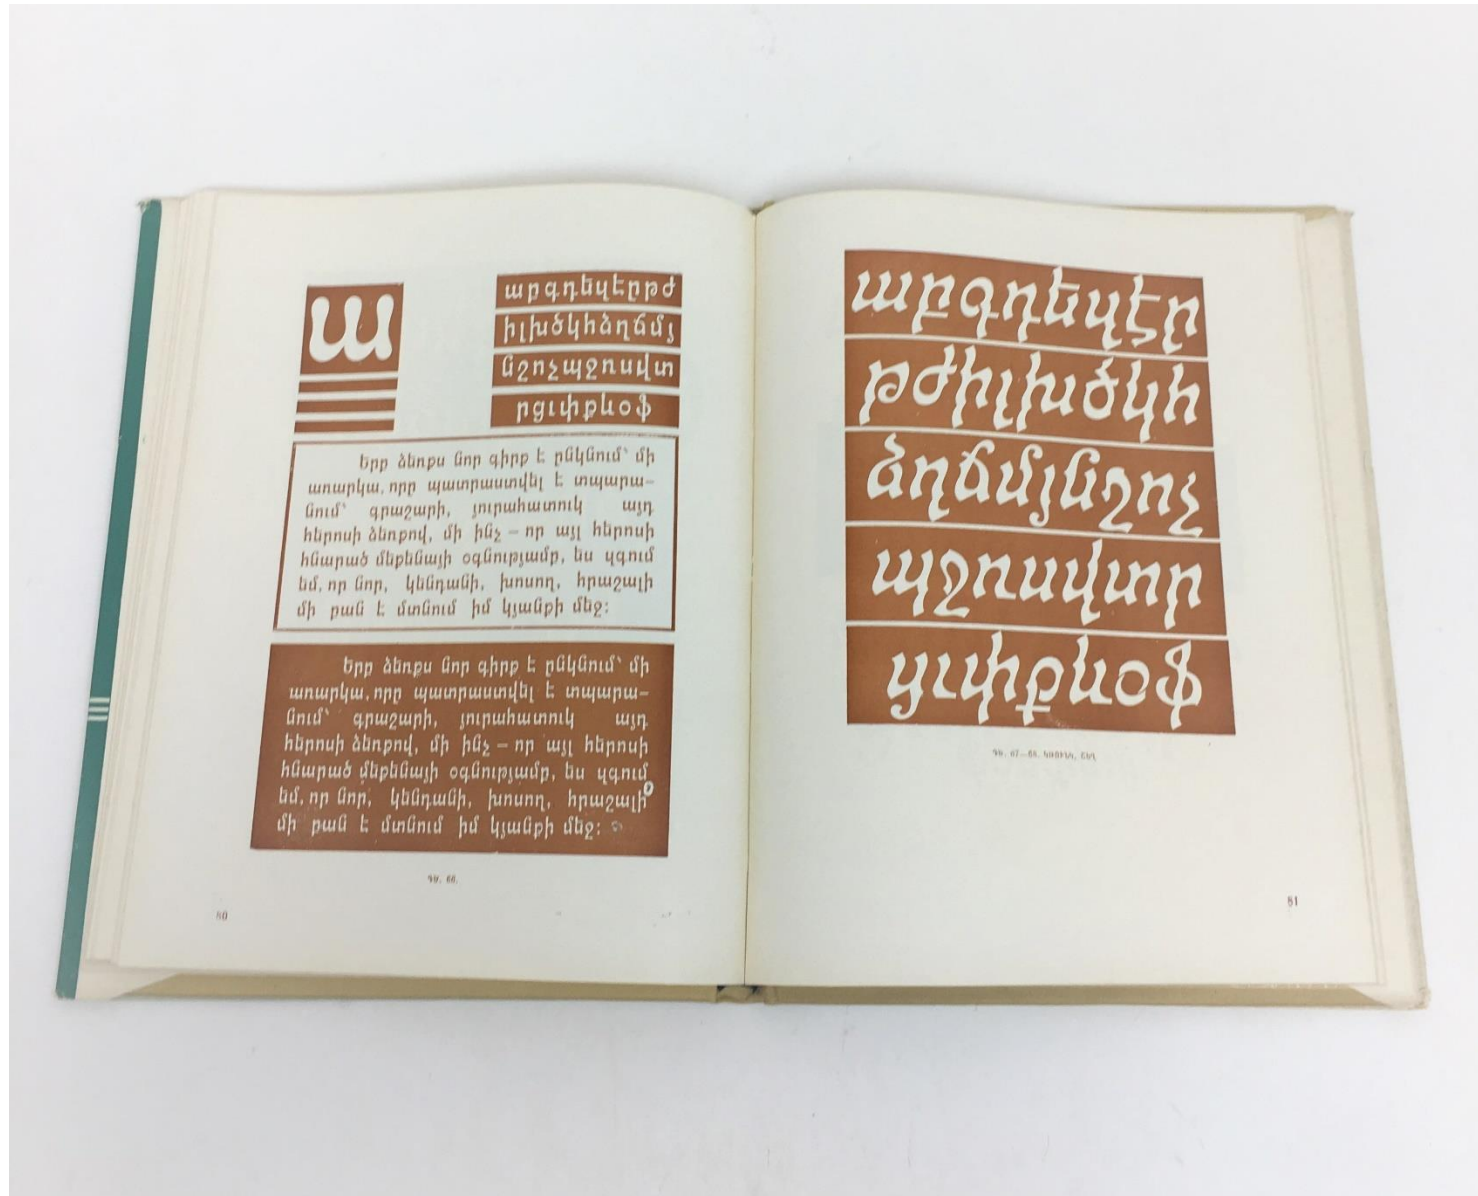 ա
աբգդեզէըթժ
իլխծկհձղճմյ
նշոչպջռսվտ
րցւփքևօֆ
երբ ձեռքս նոր գիրք է ընկնում՝ մի
առարկա, որը պատրաստվել է տպարա–
նում՝ գրաշարի, յուրահատուկ այդ
հերոսի ձեռքով, մի ինչ – որ այլ հերոսի
հնարած մեքենայի օգնությամբ, ես զգում
եմ, որ նոր, կենդանի, խոսող, հրաշալի
մի բան է մտնում իմ կյանքի մեջ:
երբ ձեռքս նոր գիրք է ընկնում՝ մի
առարկա, որը պատրաստվել է տպարա–
նում՝ գրաշարի, յուրահատուկ այդ
հերոսի ձեռքով, մի ինչ – որ այլ հերոսի
հնարած մեքենայի օգնությամբ, ես զգում
եմ, որ նոր, կենդանի, խոսող, հրաշալի
մի բան է մտնում իմ կյանքի մեջ:
ԳԾ. 66.
80
աբգդեզէը
թժիլխծկհ
ձղճմյնշոչ
պջռսվտր
ցւփքևօֆ
81